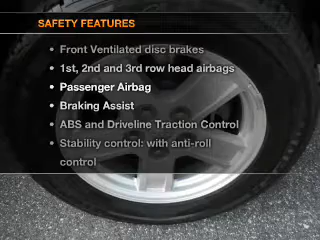 SAFETY FEATURES
• Front Ventilated disc brakes
• 1st, 2nd and 3rd row head airbags
• Passenger Airbag
• Braking Assist
• ABS and Driveline Traction Control
• Stability control: with anti-roll
control